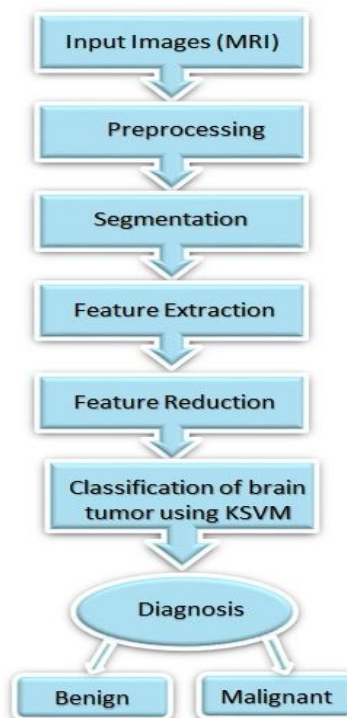 Input Images (MRI)
Preprocessing
Segmentation
Feature Extraction
Feature Reduction
Classification of brain
tumor using KSVM
Diagnosis
Benign
Malignant